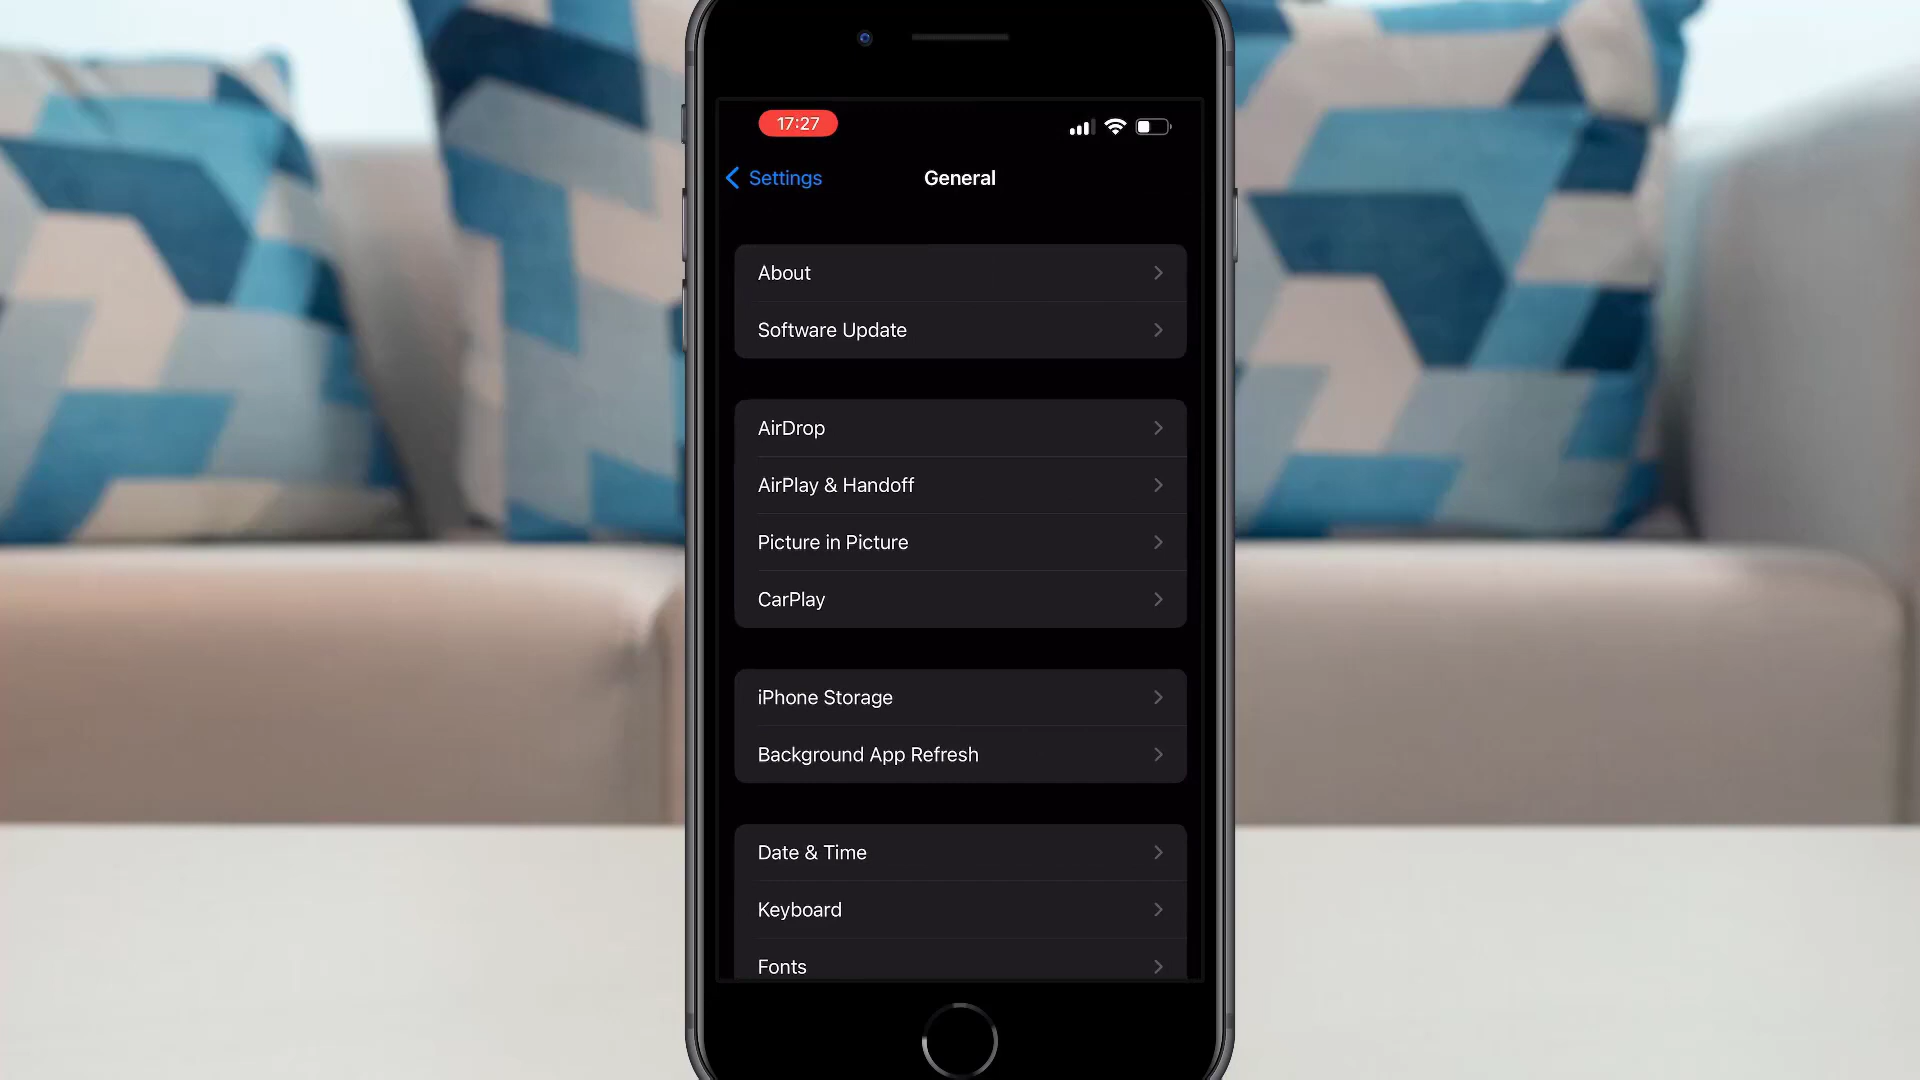 17:27
Settings
General
About
Software Update
AirDrop
AirPlay & Handoff
Picture in Picture
CarPlay
iPhone Storage
Background App Refresh
Date & Time
Keyboard
Fonts